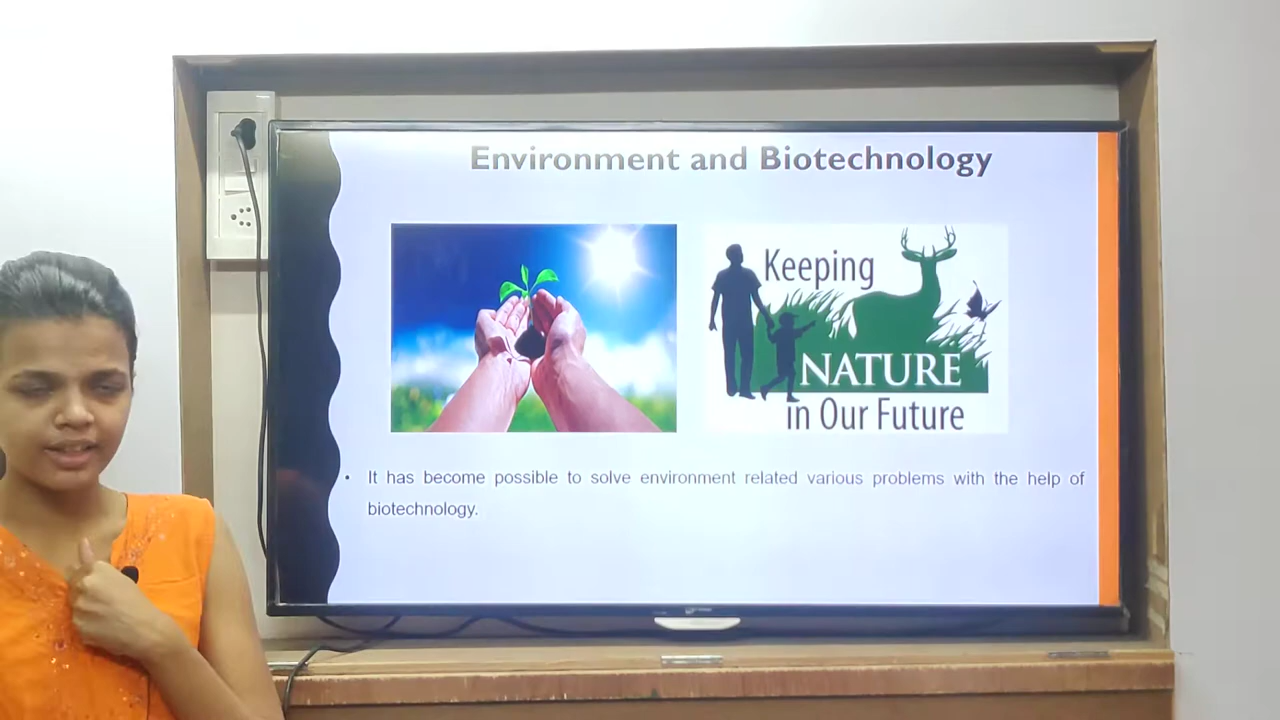 Environment and Biotechnology
Keeping
NATURE
in Our Future
• It has become possible to solve environment related various problems with the help of
biotechnology.